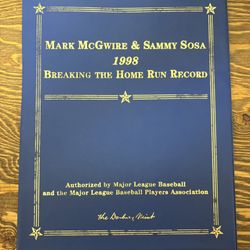 MARK MCGWIRE & SAMMY SOSA
1998
BREAKING THE HOME RUN RECORD
Authorized by Major League Baseball
and the Major League Baseball Players Association
The Danbury Mint